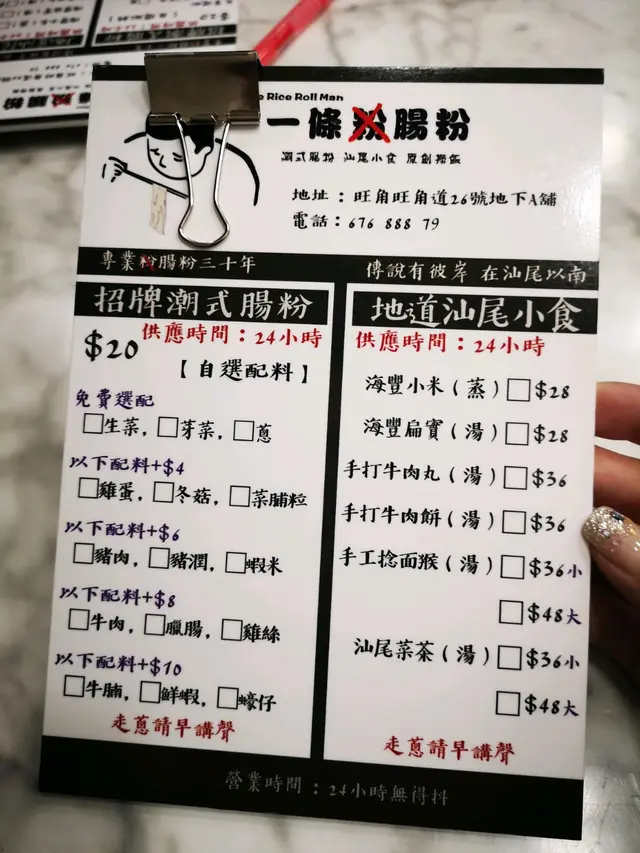 e Rice Roll Man
一條粉腸粉
潮式腸粉 汕尾小食 原創撈飯
地址：旺角旺角道26號地下A舖
電話：676 888 79
專業粉腸粉三十年
傳說有彼岸 在汕尾以南
招牌潮式腸粉
$20 供應時間：24小時
【自選配料】
免費選配
□生菜，□芽菜，□蔥
以下配料+$4
□雞蛋，□冬菇，□菜脯粒
以下配料+$6
□豬肉，□豬潤，□蝦米
以下配料+$8
□牛肉，□臘腸，□雞絲
以下配料+$10
□牛腩，□鮮蝦，□蠔仔
走蔥請早講聲
地道汕尾小食
供應時間：24小時
海豐小米（蒸）□$28
海豐扁寶（湯）□$28
手打牛肉丸（湯）□$36
手打牛肉餅（湯）□$36
手工捻面猴（湯）□$36小
□$48大
汕尾菜茶（湯）□$36小
□$48大
走蔥請早講聲
營業時間：24小時無得抖